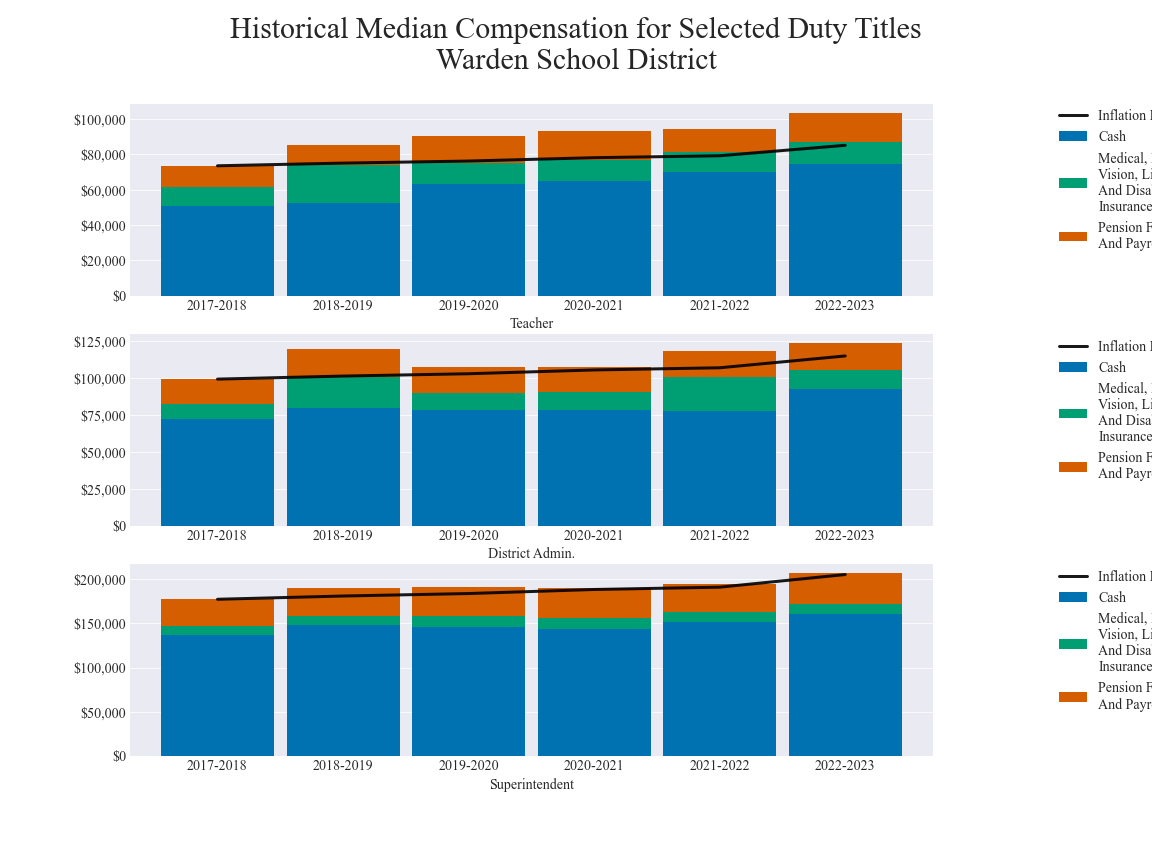 Historical Median Compensation for Selected Duty Titles
Warden School District
$100,000
$80,000
$60,000
$40,000
$20,000
$0
2017-2018 2018-2019 2019-2020 2020-2021 2021-2022 2022-2023
Teacher
Inflation
Cash
Medical,
Vision,
And
Insurance
Pension
And
$125,000
$100,000
$75,000
$50,000
$25,000
$0
2017-2018 2018-2019 2019-2020 2020-2021 2021-2022 2022-2023
District Admin.
Inflation
Cash
Medical,
Vision,
And
Insurance
Pension
And
$200,000
$150,000
$100,000
$50,000
$0
2017-2018 2018-2019 2019-2020 2020-2021 2021-2022 2022-2023
Superintendent
Inflation
Cash
Medical,
Vision,
And
Insurance
Pension
And